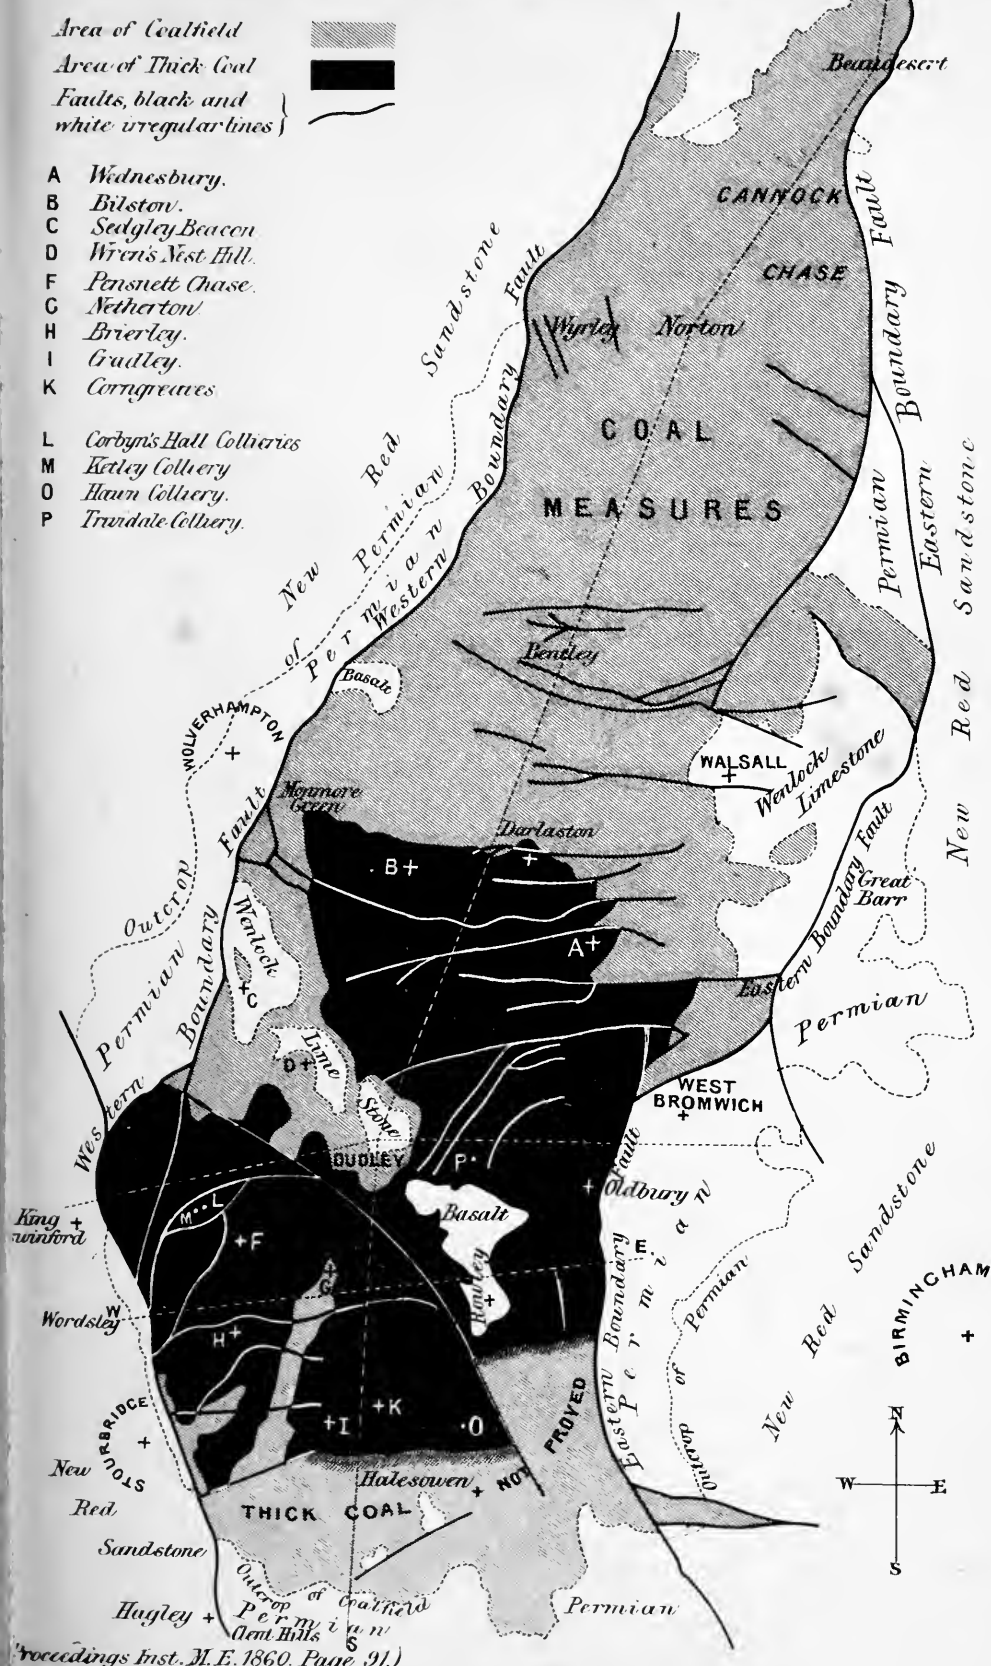 Area of Coalfield
Area of Thick Coal
Faults, black and
white irregular lines
A Wednesbury.
B Bilston.
C Sedgley Beacon
D Wren's Nest Hill.
F Pensnett Chase.
G Netherton
H Brierley.
I Cradley.
K Corngreaves
L Corbyn's Hall Collieries
M Ketley Colliery
O Hawn Colliery.
P Tividale Colliery.
Beaudesert
CANNOCK
CHASE
Wyrley
Norton
COAL
MEASURES
Western Boundary Fault
New Red Sandstone
Outcrop of Permian
Permian
Eastern Boundary Fault
Permian
New Red Sandstone
Bentley
Basalt
WOLVERHAMPTON
WALSALL
Wenlock
Limestone
Monmore
Green
Darlaston
B
A
Great
Barr
Eastern Boundary Fault
Permian
Western Boundary Fault
Permian
Wenlock
C
Lime
D
Stone
DUDLEY
WEST
BROMWICH
P
Oldbury
Basalt
Rowley
E.
King
swinford
M L
F
G
Wordsley
W
H
I
K
O
STOURBRIDGE
New
Red
Sandstone
Eastern Boundary Fault
Permian
Outcrop of Permian
New Red Sandstone
BIRMINGHAM
N
W E
S
Halesowen
THICK COAL
NOT PROVED
Outcrop of Coalfield
Permian
Clent Hills
S
Hagley
Permian
Proceedings Inst. M.E. 1860. Page 91.)